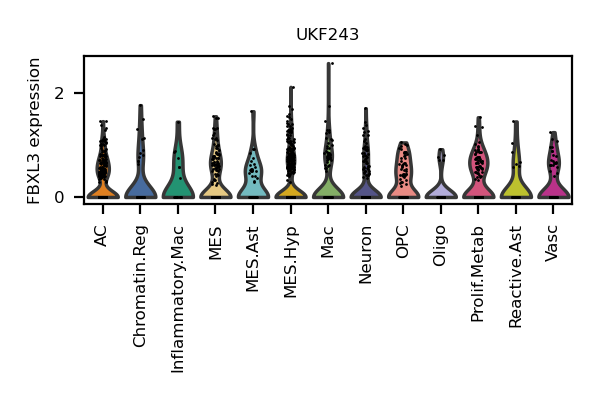 UKF243
FBXL3 expression
2
0
AC
Chromatin.Reg
Inflammatory.Mac
MES
MES.Ast
MES.Hyp
Mac
Neuron
OPC
Oligo
Prolif.Metab
Reactive.Ast
Vasc